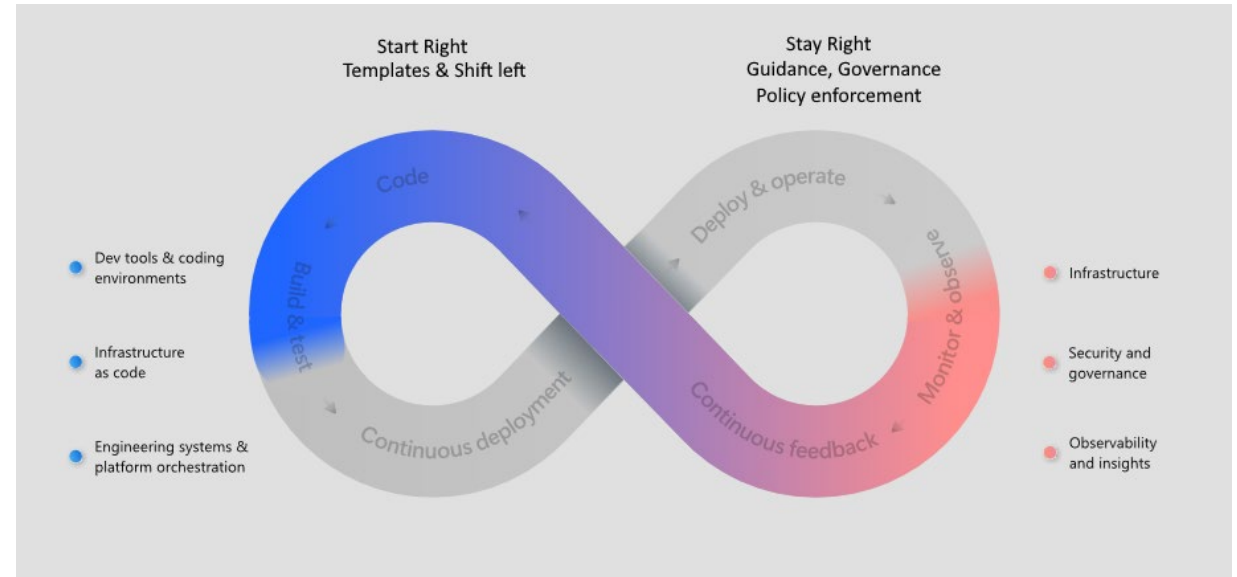 Start Right
Templates & Shift left
Stay Right
Guidance, Governance
Policy enforcement
Code
Build & test
Continuous deployment
Deploy & operate
Monitor & observe
Continuous feedback
Dev tools & coding
environments
Infrastructure
as code
Engineering systems &
platform orchestration
Infrastructure
Security and
governance
Observability
and insights